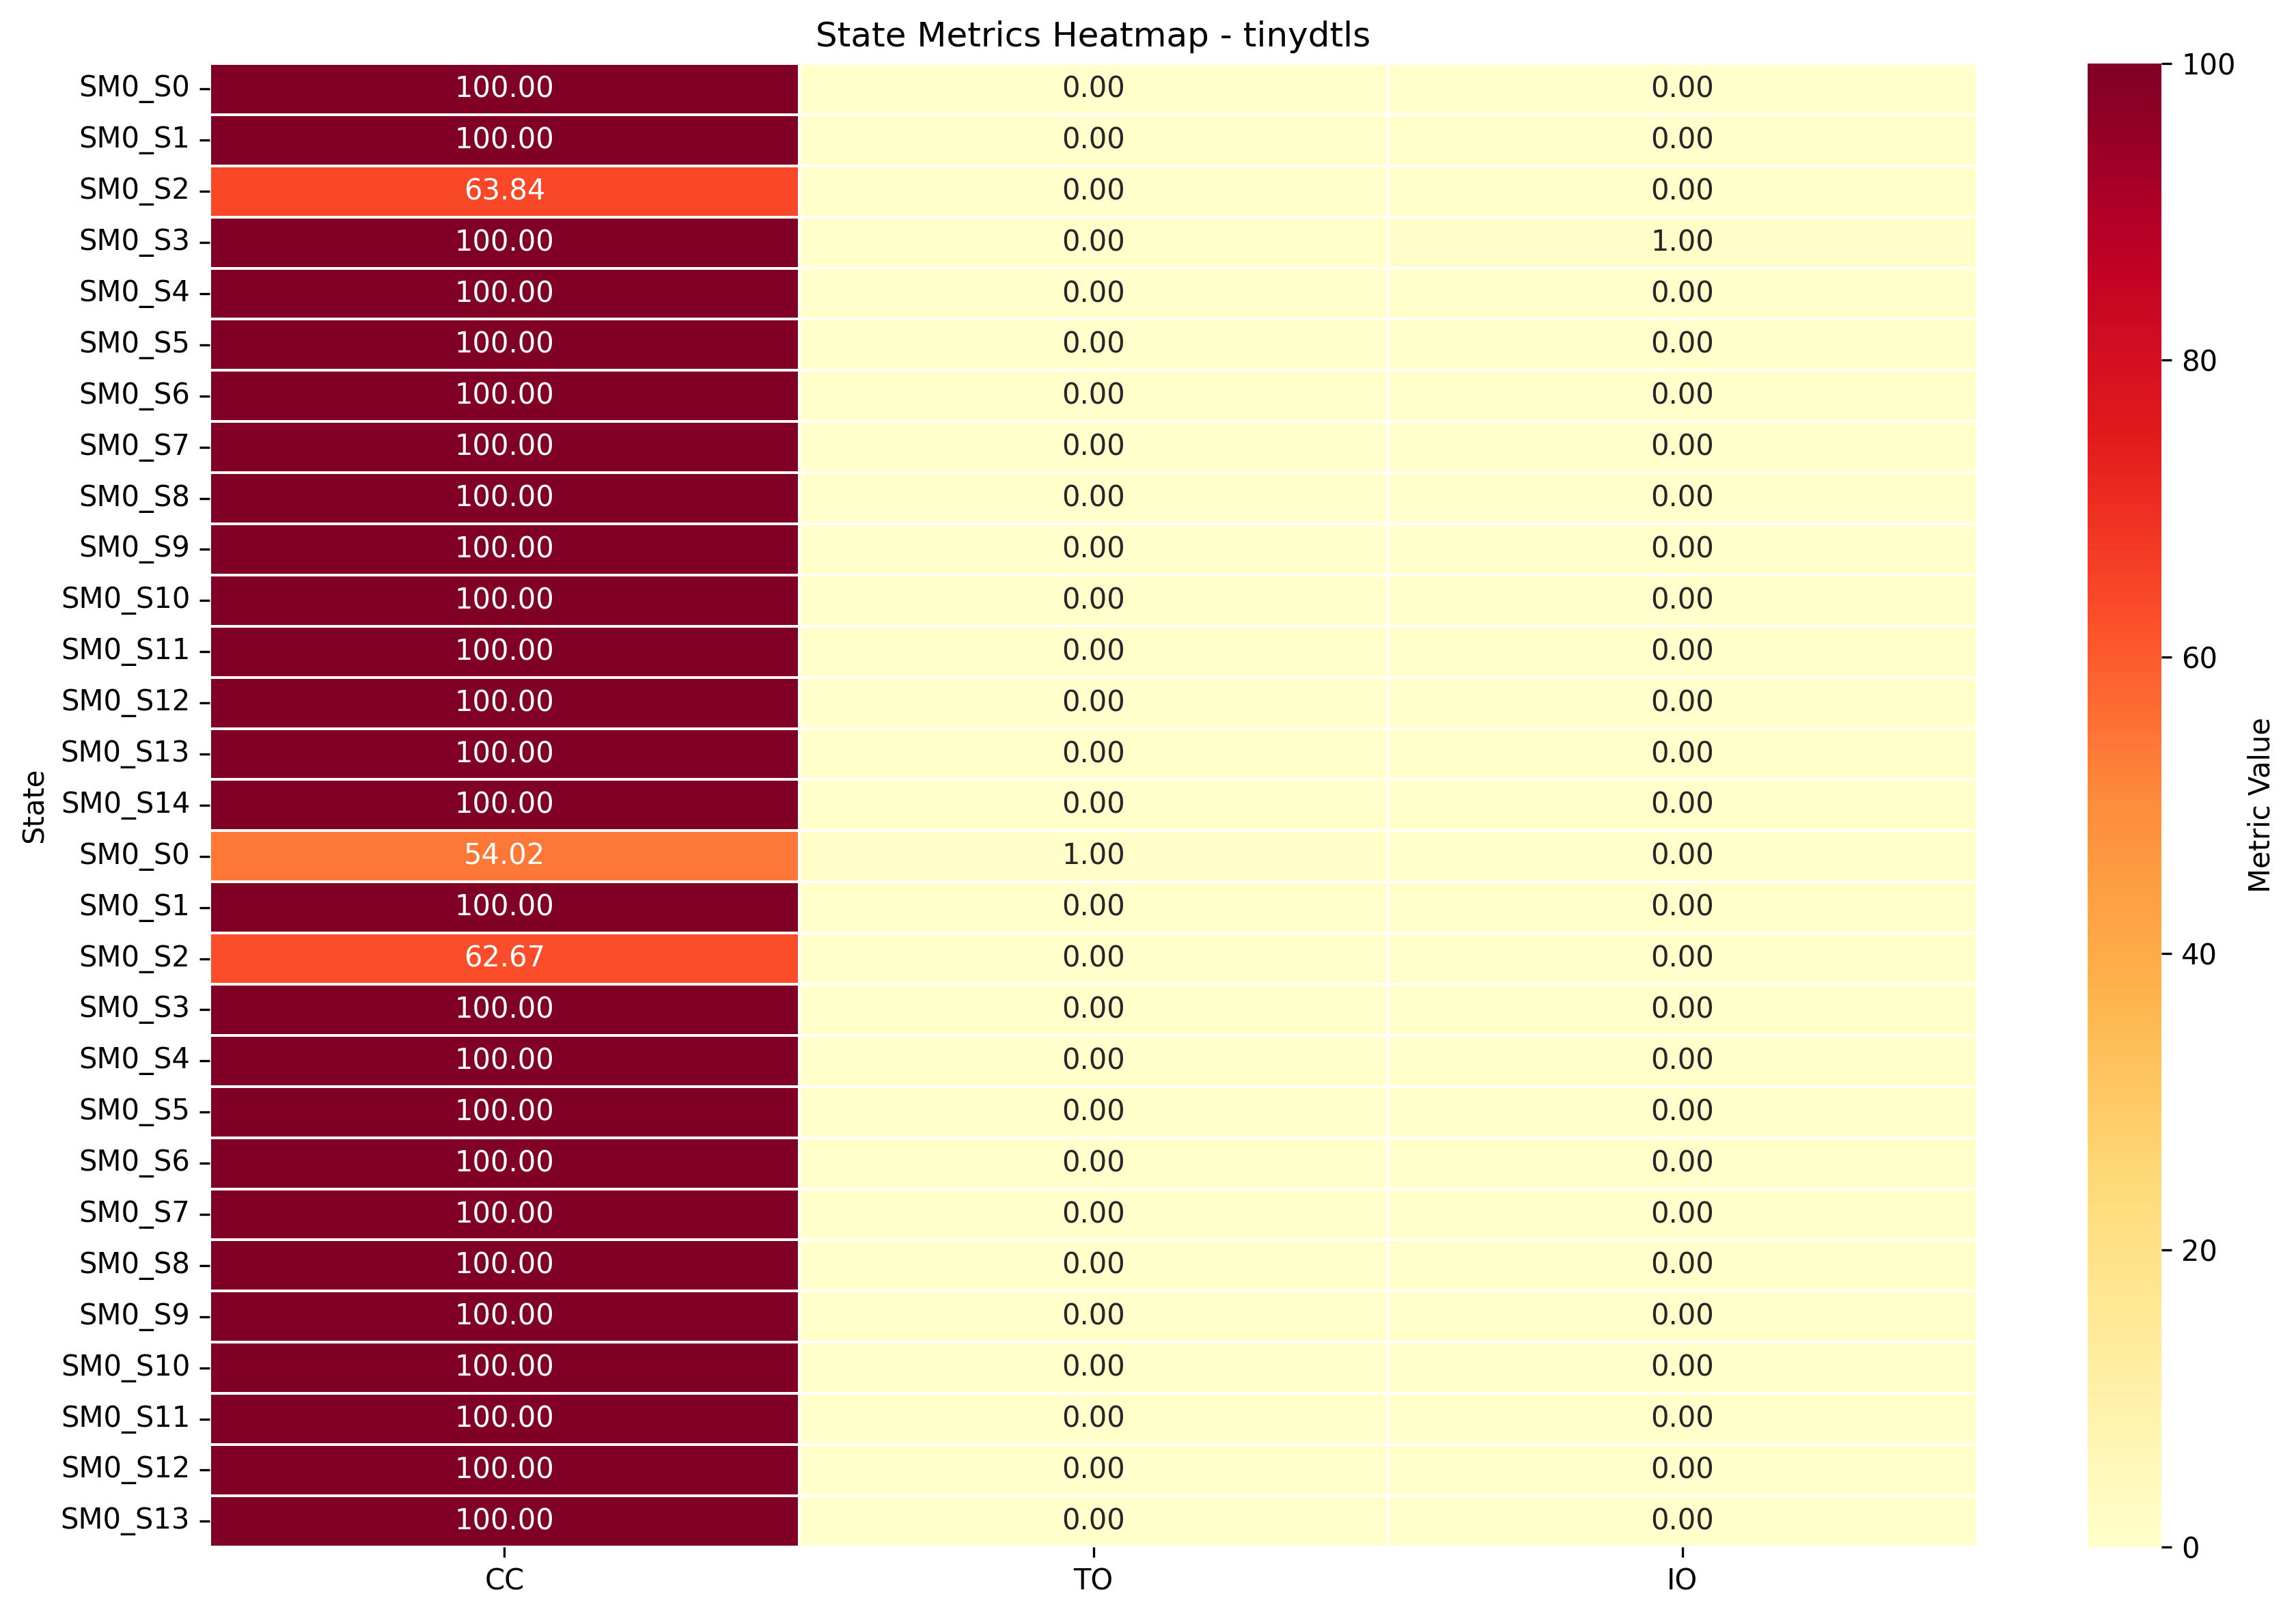 State Metrics Heatmap - tinydtls
SM0_S0 100.00 0.00 0.00
SM0_S1 100.00 0.00 0.00
SM0_S2 63.84 0.00 0.00
SM0_S3 100.00 0.00 1.00
SM0_S4 100.00 0.00 0.00
SM0_S5 100.00 0.00 0.00
SM0_S6 100.00 0.00 0.00
SM0_S7 100.00 0.00 0.00
SM0_S8 100.00 0.00 0.00
SM0_S9 100.00 0.00 0.00
SM0_S10 100.00 0.00 0.00
SM0_S11 100.00 0.00 0.00
SM0_S12 100.00 0.00 0.00
SM0_S13 100.00 0.00 0.00
SM0_S14 100.00 0.00 0.00
SM0_S0 54.02 1.00 0.00
SM0_S1 100.00 0.00 0.00
SM0_S2 62.67 0.00 0.00
SM0_S3 100.00 0.00 0.00
SM0_S4 100.00 0.00 0.00
SM0_S5 100.00 0.00 0.00
SM0_S6 100.00 0.00 0.00
SM0_S7 100.00 0.00 0.00
SM0_S8 100.00 0.00 0.00
SM0_S9 100.00 0.00 0.00
SM0_S10 100.00 0.00 0.00
SM0_S11 100.00 0.00 0.00
SM0_S12 100.00 0.00 0.00
SM0_S13 100.00 0.00 0.00
CC TO IO
State
100
80
60
40
20
0
Metric Value